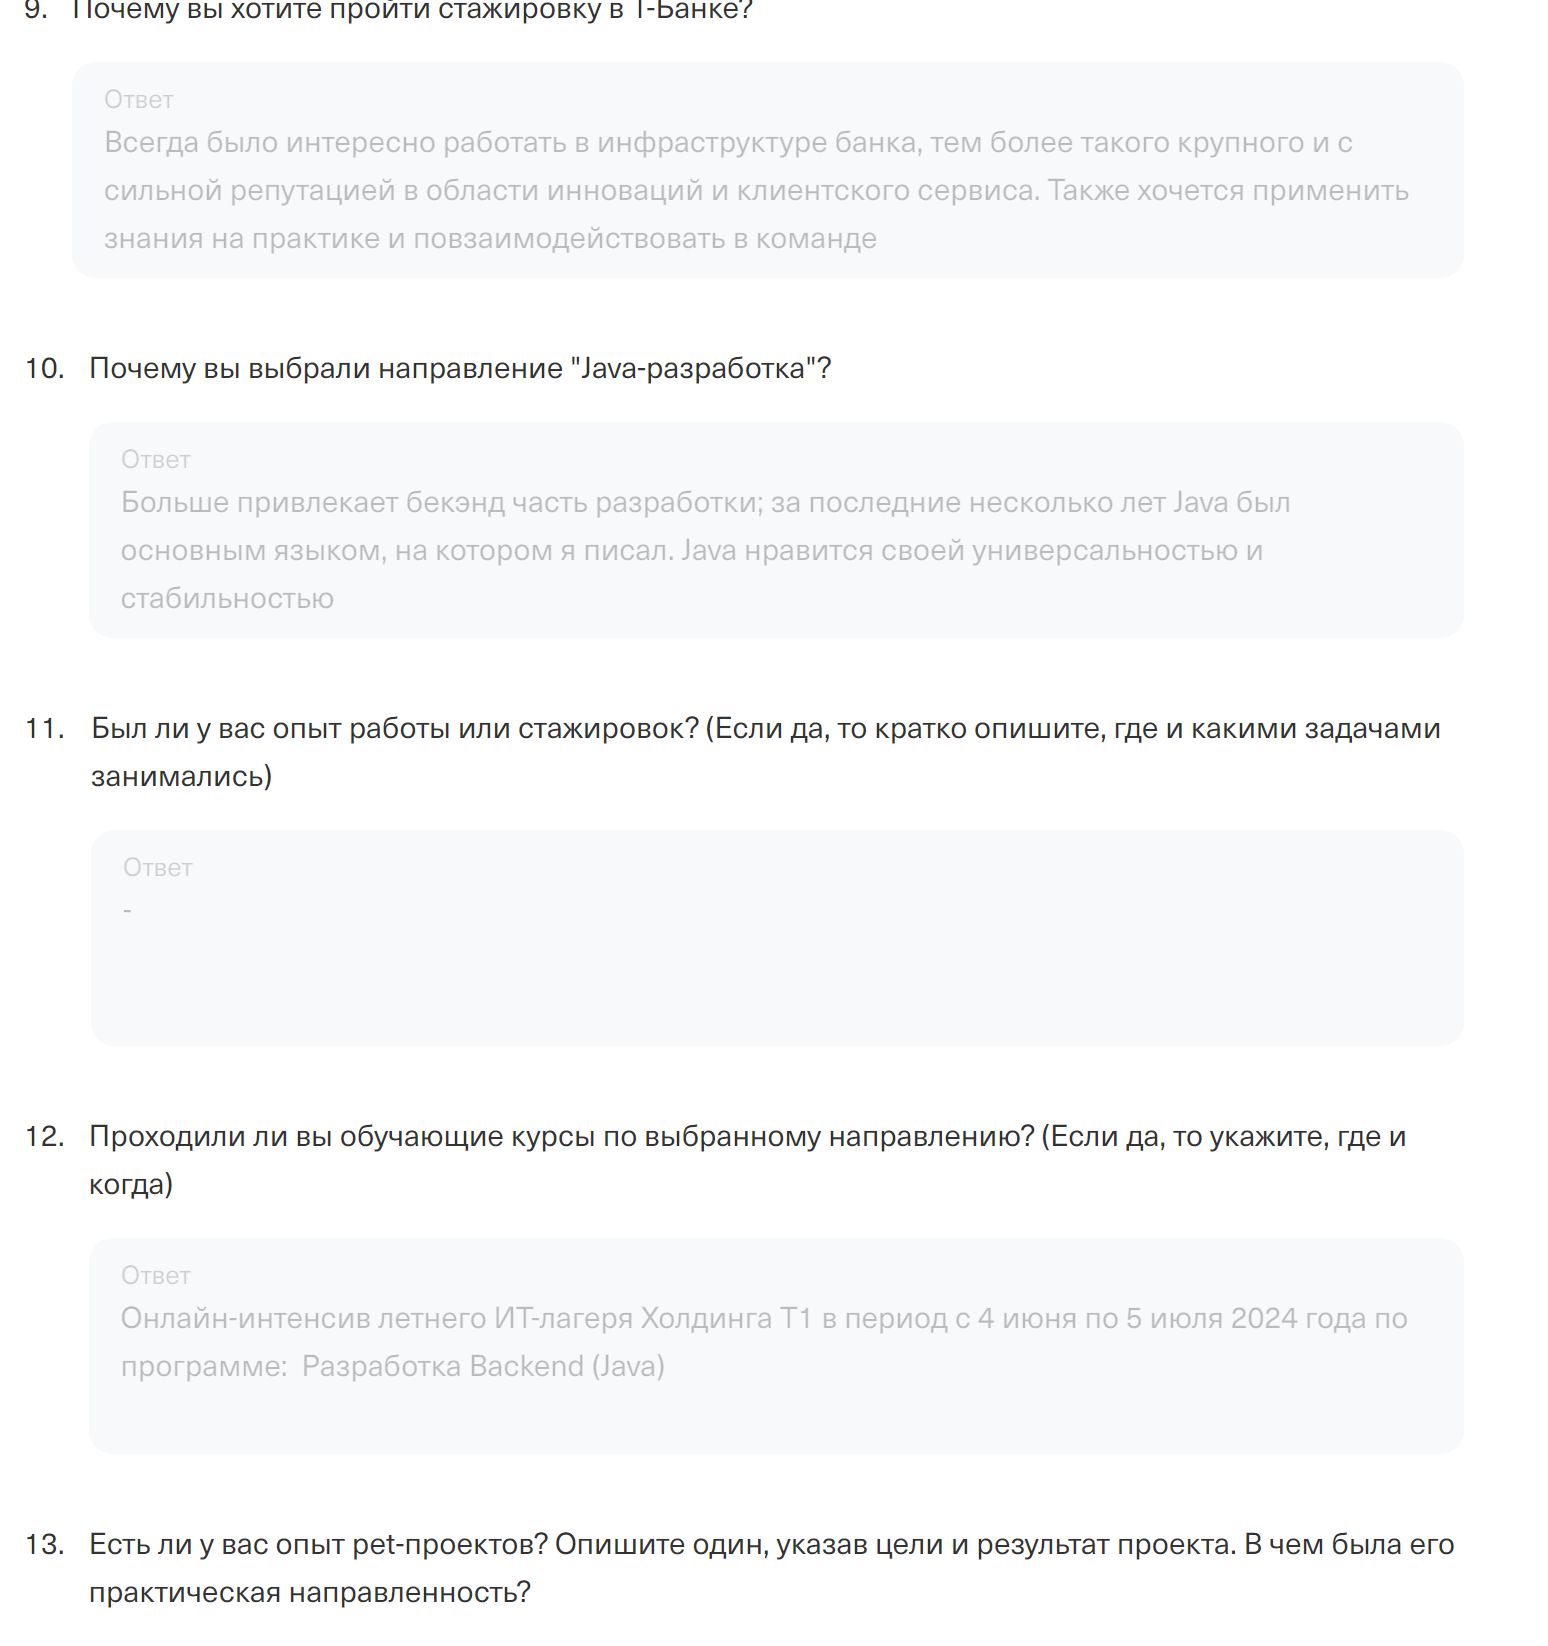 9. Почему вы хотите пройти стажировку в Т-Банке?
Ответ
Всегда было интересно работать в инфраструктуре банка, тем более такого крупного и с
сильной репутацией в области инноваций и клиентского сервиса. Также хочется применить
знания на практике и повзаимодействовать в команде
10. Почему вы выбрали направление "Java-разработка"?
Ответ
Больше привлекает бекэнд часть разработки; за последние несколько лет Java был
основным языком, на котором я писал. Java нравится своей универсальностью и
стабильностью
11. Был ли у вас опыт работы или стажировок? (Если да, то кратко опишите, где и какими задачами
занимались)
Ответ
-
12. Проходили ли вы обучающие курсы по выбранному направлению? (Если да, то укажите, где и
когда)
Ответ
Онлайн-интенсив летнего ИТ-лагеря Холдинга Т1 в период с 4 июня по 5 июля 2024 года по
программе:  Разработка Backend (Java)
13. Есть ли у вас опыт pet-проектов? Опишите один, указав цели и результат проекта. В чем была его
практическая направленность?